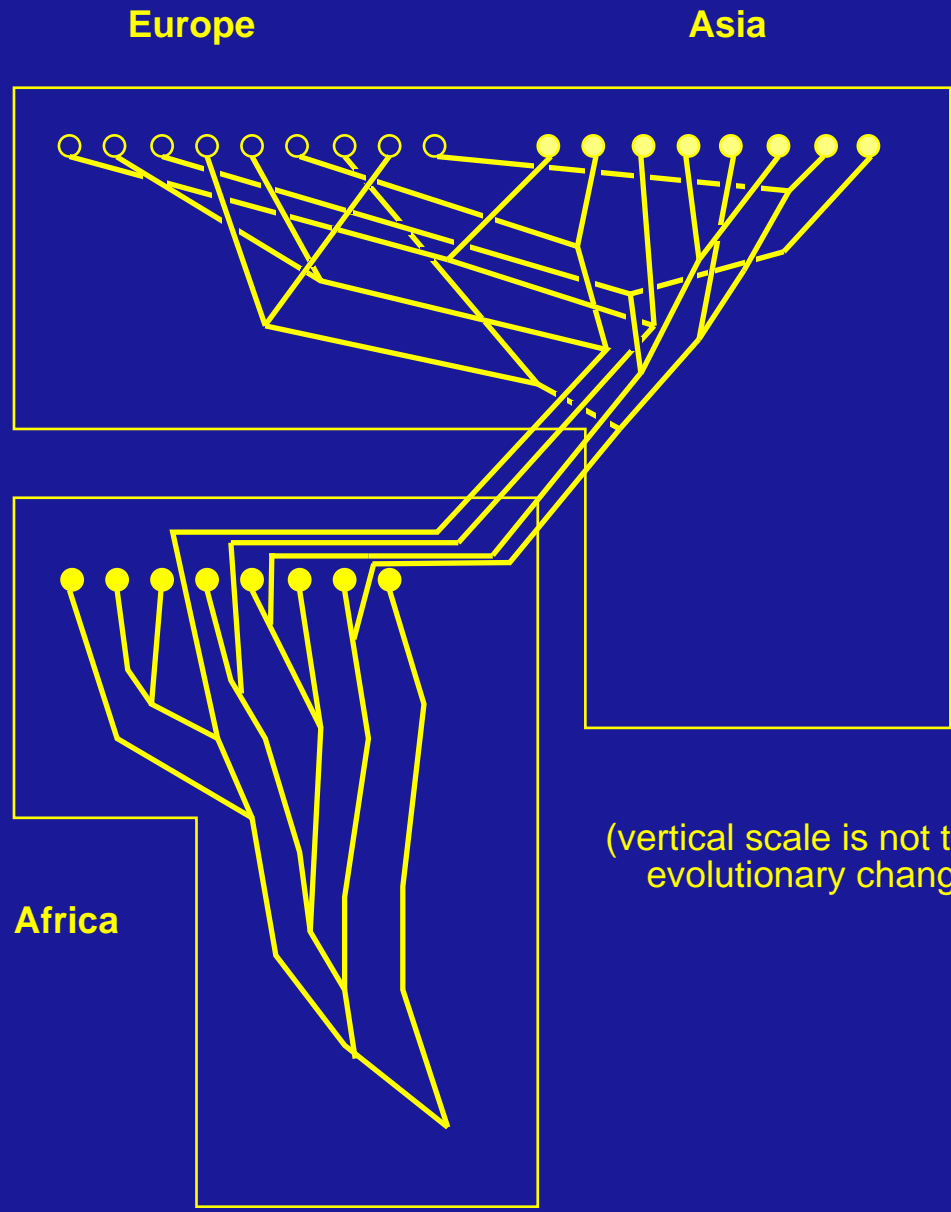 Europe
Asia
(vertical scale is not t
evolutionary chang
Africa